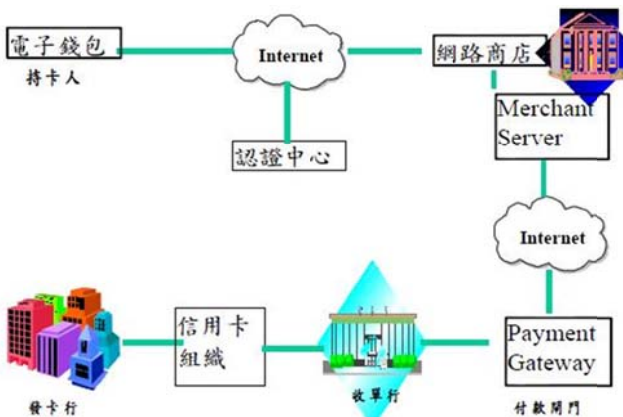 電子錢包
持卡人
Internet
網路商店
Merchant
Server
認證中心
Internet
發卡行
信用卡
組織
收單行
Payment
Gateway
付款閘門